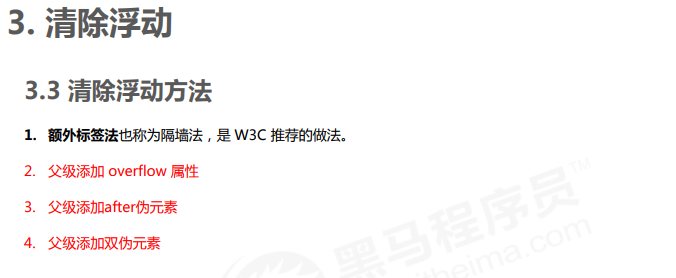 3. 清除浮动
3.3 清除浮动方法
1. 额外标签法也称为隔墙法，是 W3C 推荐的做法。
2. 父级添加 overflow 属性
3. 父级添加after伪元素
4. 父级添加双伪元素
黑马程序员™
itheima.com